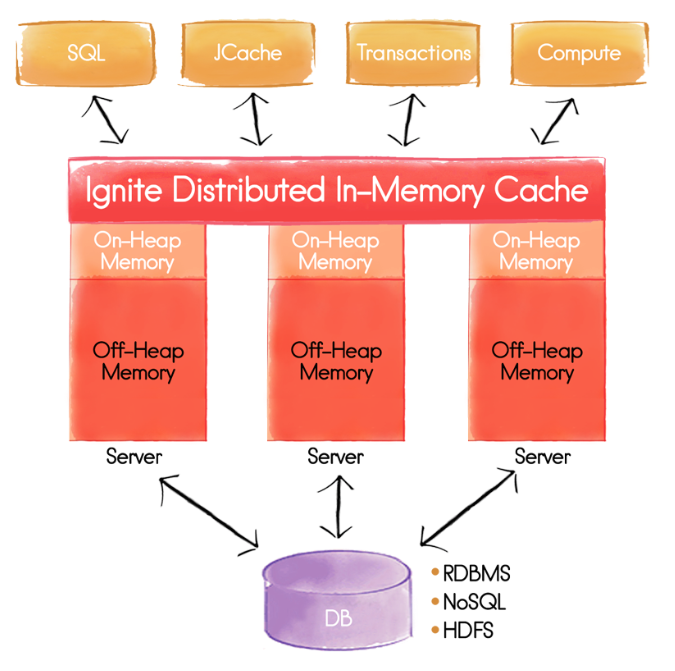 SQL
JCache
Transactions
Compute
Ignite Distributed In-Memory Cache
On-Heap
Memory
On-Heap
Memory
On-Heap
Memory
Off-Heap
Memory
Off-Heap
Memory
Off-Heap
Memory
Server
Server
Server
DB
• RDBMS
• NoSQL
• HDFS